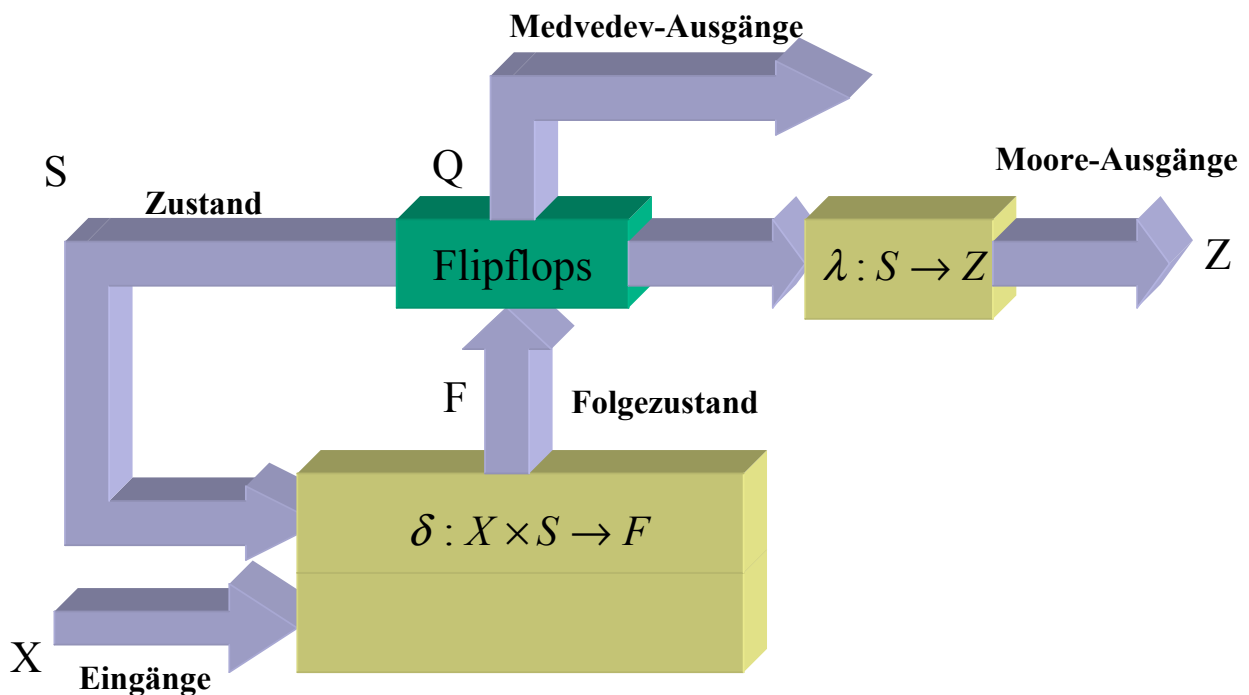 Medvedev-Ausgänge
Moore-Ausgänge
S
Q
Zustand
Flipflops
λ : S → Z
Z
F
Folgezustand
δ : X × S → F
X
Eingänge